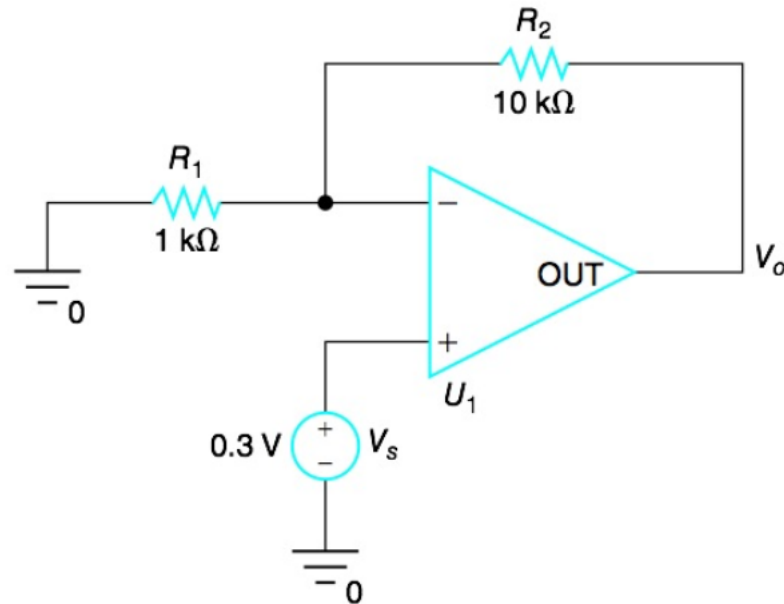 R₂
10 kΩ
R₁
1 kΩ
−
OUT
Vₒ
0
+
U₁
0.3 V
+
−
Vₛ
0